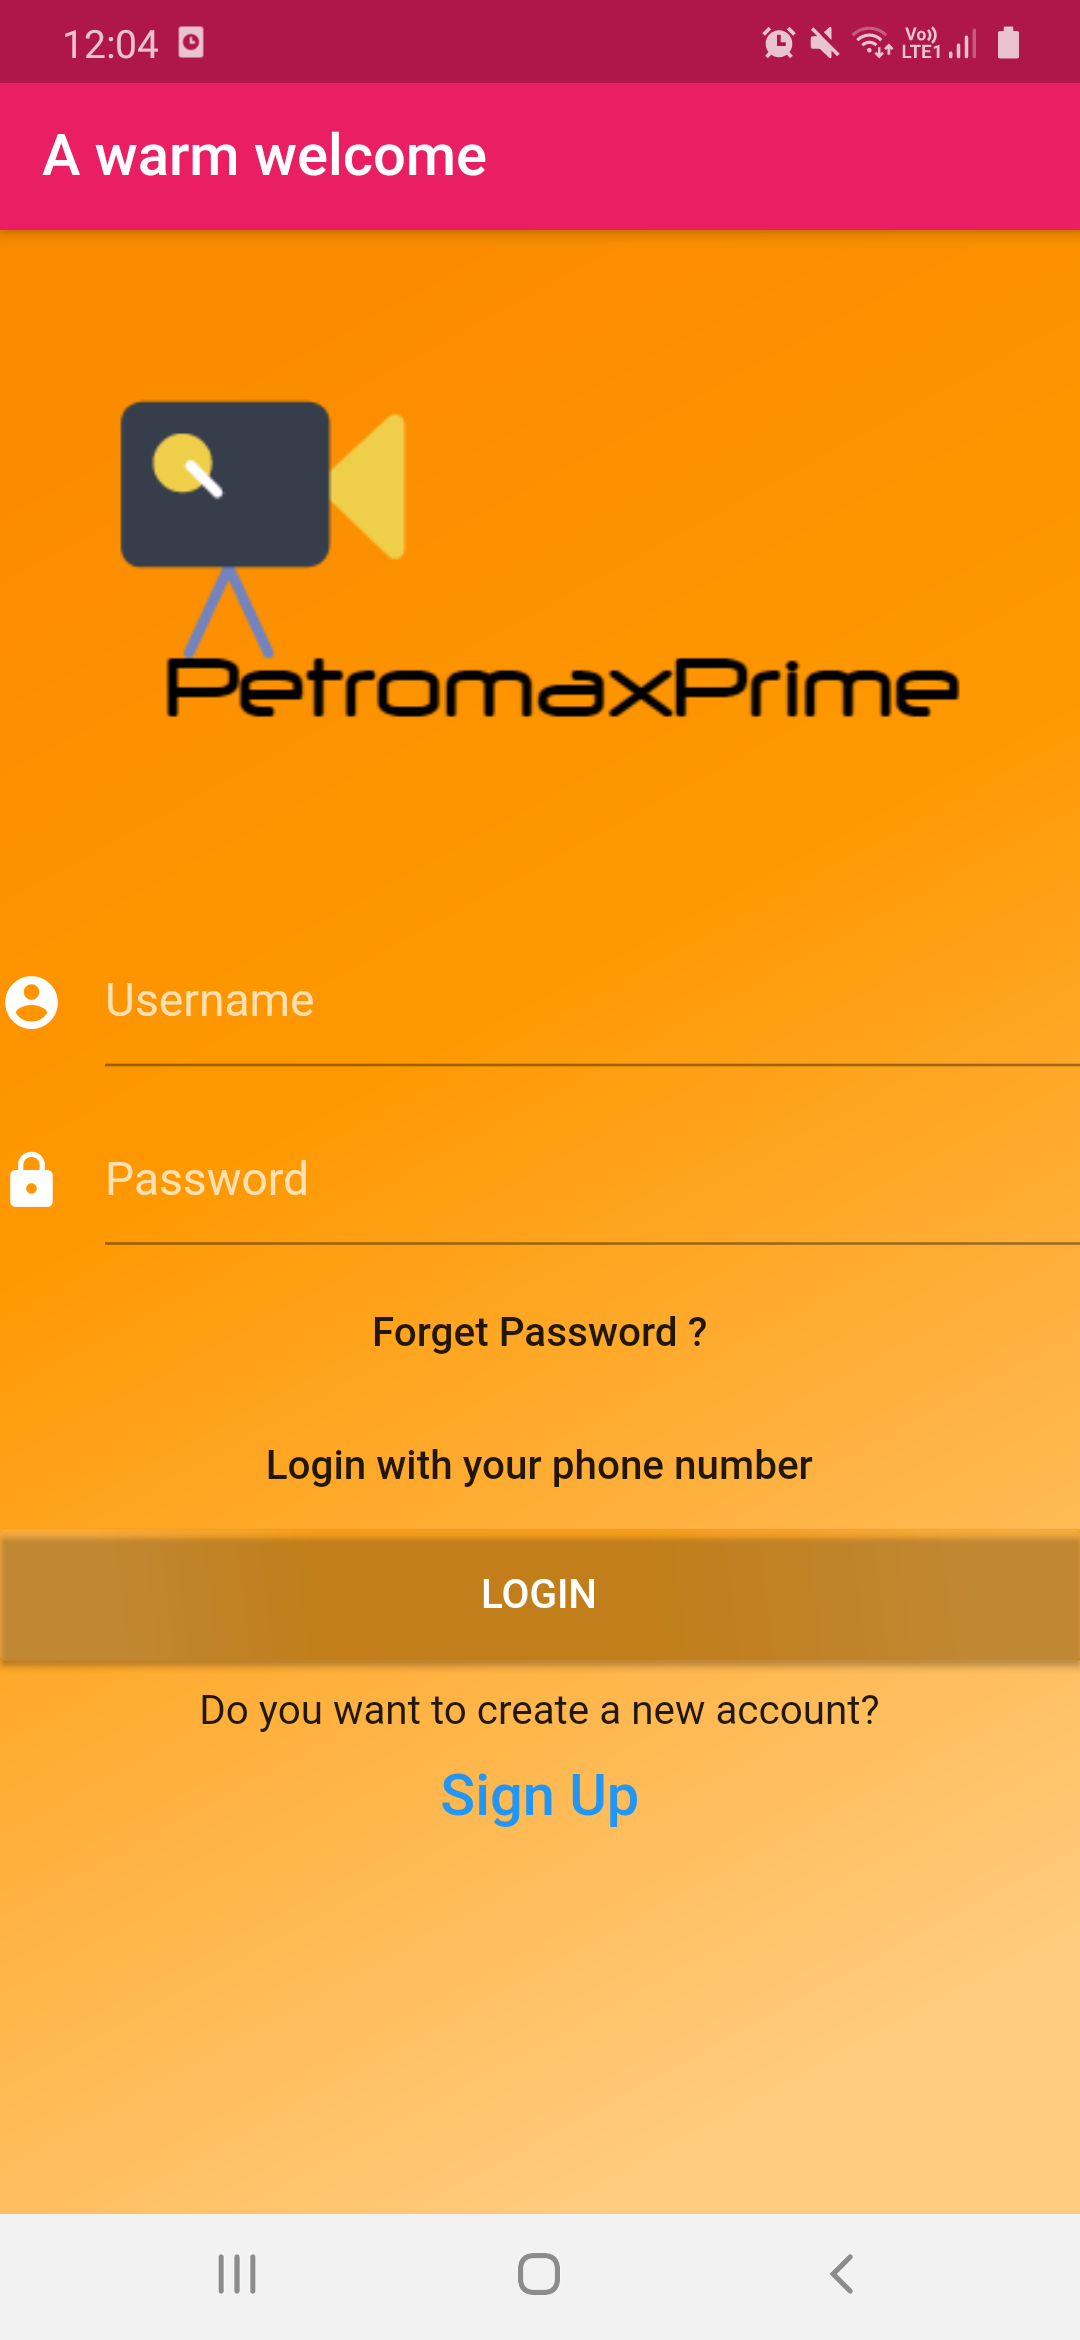 12:04 Vo)) LTE1
A warm welcome
PetromaxPrime
Username
Password
Forget Password ?
Login with your phone number
LOGIN
Do you want to create a new account?
Sign Up